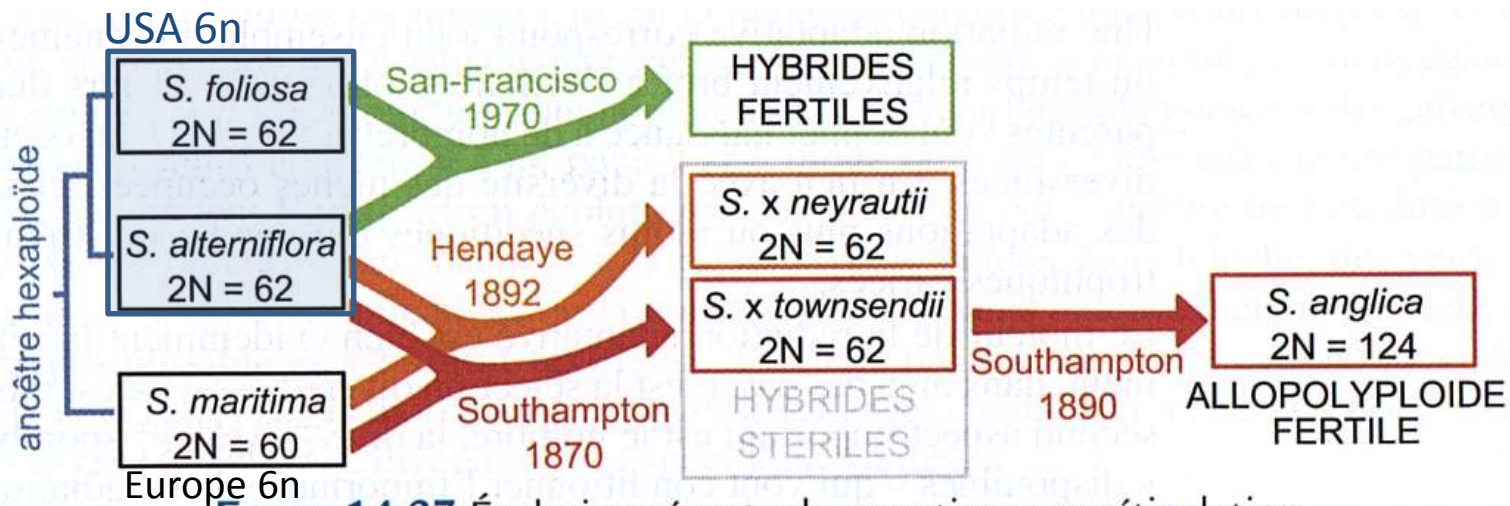 USA 6n
ancêtre hexaploïde
S. foliosa
2N = 62
S. alterniflora
2N = 62
S. maritima
2N = 60
Europe 6n
San-Francisco
1970
Hendaye
1892
Southampton
1870
HYBRIDES
FERTILES
S. x neyrautii
2N = 62
S. x townsendii
2N = 62
HYBRIDES
STERILES
Southampton
1890
S. anglica
2N = 124
ALLOPOLYPLOIDE
FERTILE